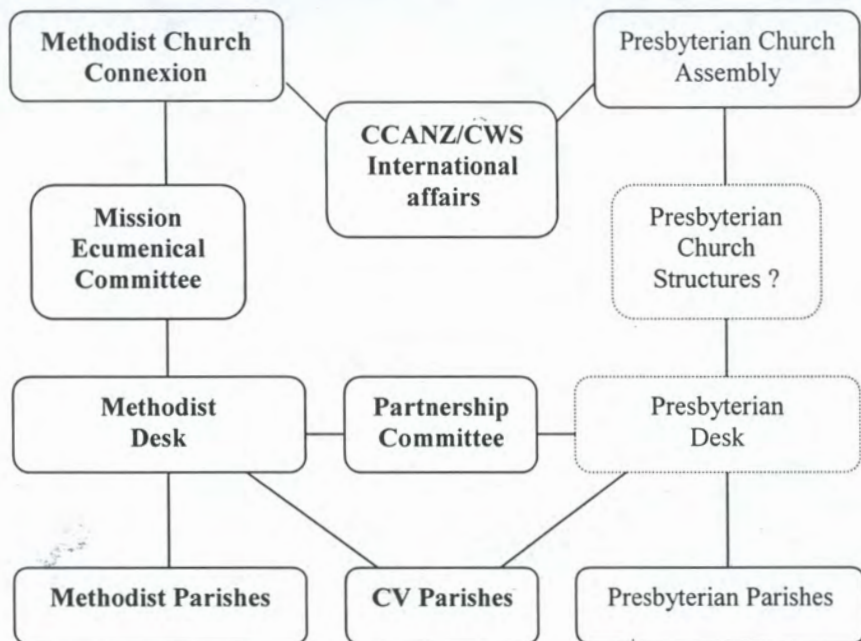 Methodist Church
Connexion
Presbyterian Church
Assembly
CCANZ/CWS
International
affairs
Mission
Ecumenical
Committee
Presbyterian
Church
Structures ?
Methodist
Desk
Partnership
Committee
Presbyterian
Desk
Methodist Parishes
CV Parishes
Presbyterian Parishes